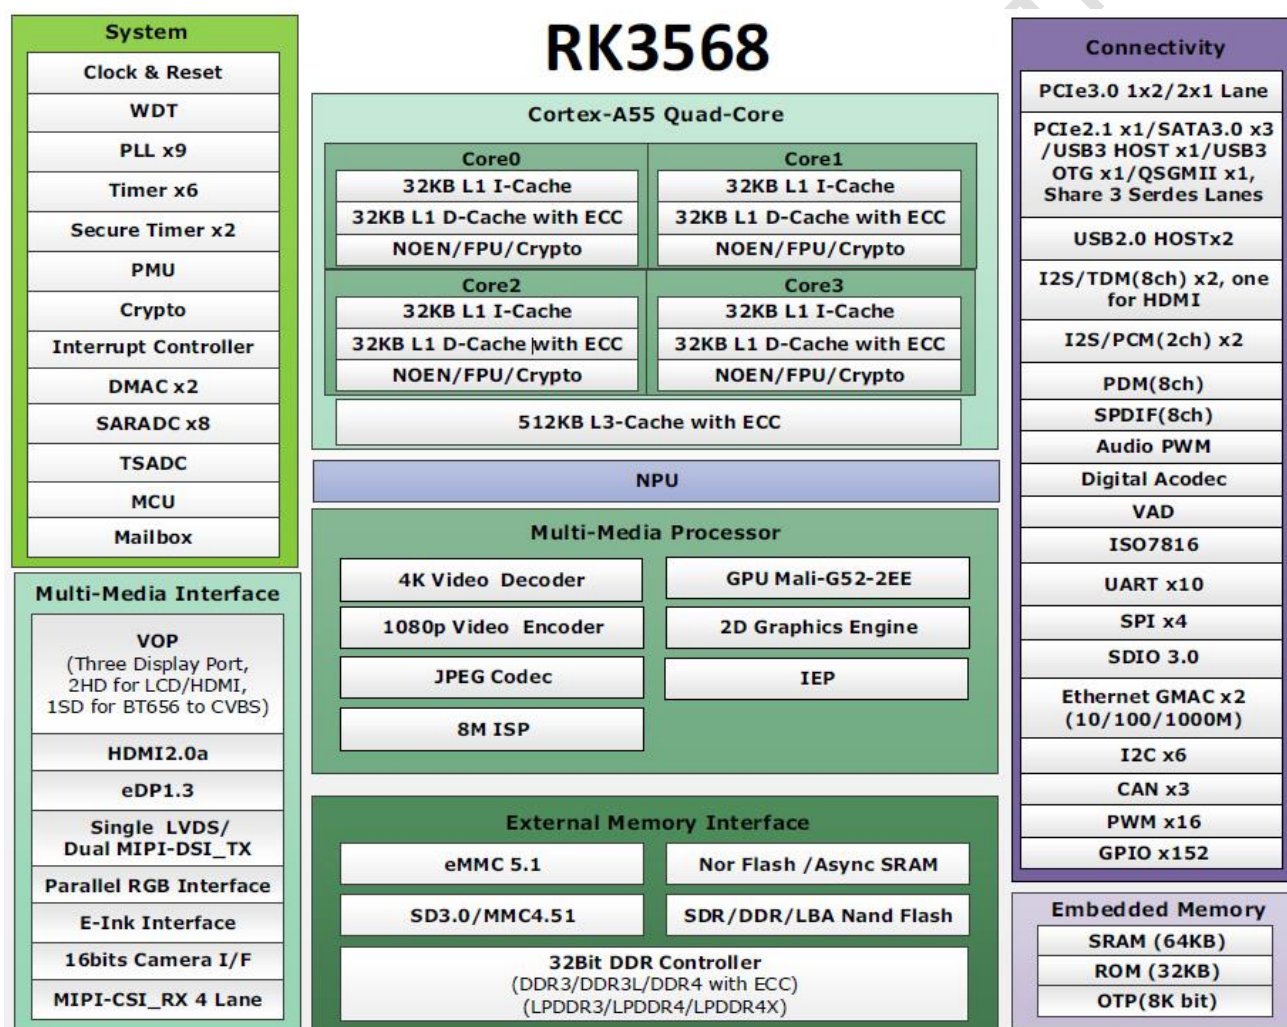 RK3568
System
Clock & Reset
WDT
PLL x9
Timer x6
Secure Timer x2
PMU
Crypto
Interrupt Controller
DMAC x2
SARADC x8
TSADC
MCU
Mailbox
Multi-Media Interface
VOP
(Three Display Port,
2HD for LCD/HDMI,
1SD for BT656 to CVBS)
HDMI2.0a
eDP1.3
Single LVDS/
Dual MIPI-DSI_TX
Parallel RGB Interface
E-Ink Interface
16bits Camera I/F
MIPI-CSI_RX 4 Lane
Cortex-A55 Quad-Core
Core0
32KB L1 I-Cache
32KB L1 D-Cache with ECC
NOEN/FPU/Crypto
Core1
32KB L1 I-Cache
32KB L1 D-Cache with ECC
NOEN/FPU/Crypto
Core2
32KB L1 I-Cache
32KB L1 D-Cache with ECC
NOEN/FPU/Crypto
Core3
32KB L1 I-Cache
32KB L1 D-Cache with ECC
NOEN/FPU/Crypto
512KB L3-Cache with ECC
NPU
Multi-Media Processor
4K Video Decoder
GPU Mali-G52-2EE
1080p Video Encoder
2D Graphics Engine
JPEG Codec
IEP
8M ISP
External Memory Interface
eMMC 5.1
Nor Flash /Async SRAM
SD3.0/MMC4.51
SDR/DDR/LBA Nand Flash
32Bit DDR Controller
(DDR3/DDR3L/DDR4 with ECC)
(LPDDR3/LPDDR4/LPDDR4X)
Connectivity
PCIe3.0 1x2/2x1 Lane
PCIe2.1 x1/SATA3.0 x3
/USB3 HOST x1/USB3
OTG x1/QSGMII x1,
Share 3 Serdes Lanes
USB2.0 HOSTx2
I2S/TDM(8ch) x2, one
for HDMI
I2S/PCM(2ch) x2
PDM(8ch)
SPDIF(8ch)
Audio PWM
Digital Acodec
VAD
ISO7816
UART x10
SPI x4
SDIO 3.0
Ethernet GMAC x2
(10/100/1000M)
I2C x6
CAN x3
PWM x16
GPIO x152
Embedded Memory
SRAM (64KB)
ROM (32KB)
OTP(8K bit)